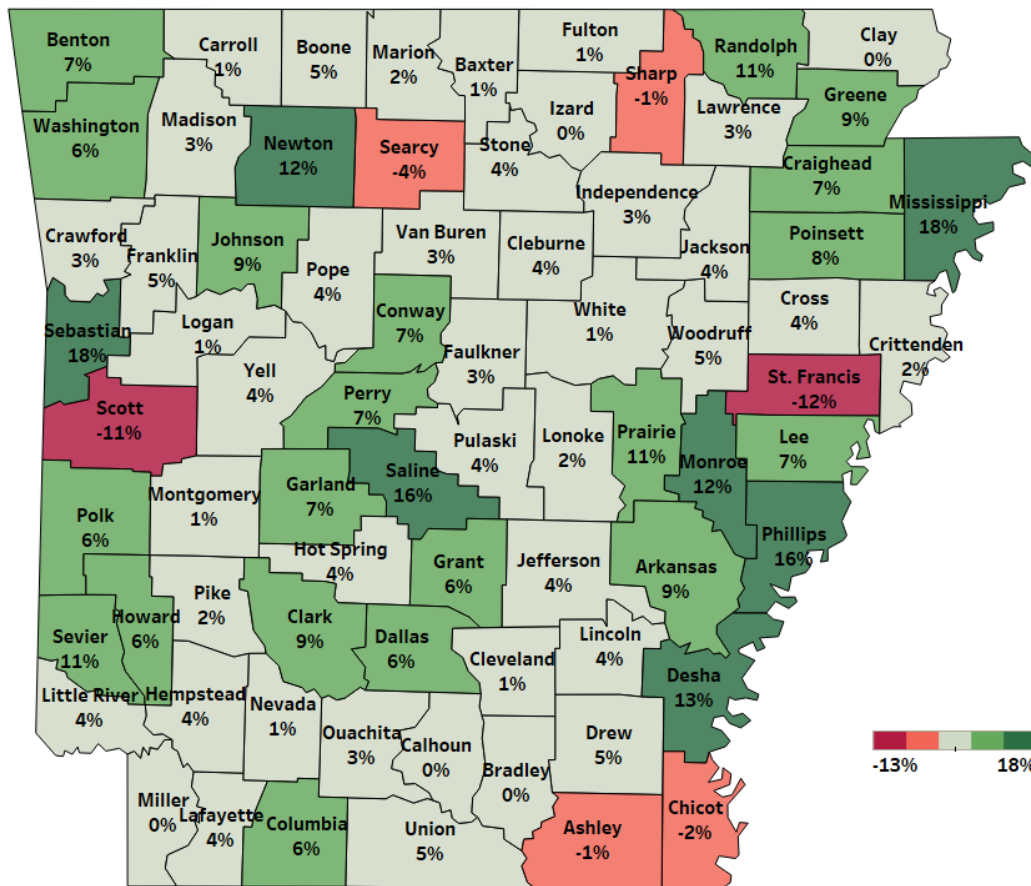 Benton
7%
Carroll
1%
Boone
5%
Marion
2%
Baxter
1%
Fulton
1%
Sharp
-1%
Randolph
11%
Clay
0%
Washington
6%
Madison
3%
Newton
12%
Searcy
-4%
Stone
4%
Izard
0%
Lawrence
3%
Greene
9%
Independence
3%
Craighead
7%
Mississippi
18%
Crawford
3%
Franklin
5%
Johnson
9%
Pope
4%
Van Buren
3%
Cleburne
4%
Jackson
4%
Poinsett
8%
Sebastian
18%
Logan
1%
Conway
7%
Faulkner
3%
White
1%
Woodruff
5%
Cross
4%
Crittenden
2%
Scott
-11%
Yell
4%
Perry
7%
Pulaski
4%
Lonoke
2%
Prairie
11%
Monroe
12%
St. Francis
-12%
Lee
7%
Polk
6%
Montgomery
1%
Garland
7%
Saline
16%
Hot Spring
4%
Grant
6%
Jefferson
4%
Arkansas
9%
Phillips
16%
Sevier
11%
Howard
6%
Pike
2%
Clark
9%
Dallas
6%
Cleveland
1%
Lincoln
4%
Desha
13%
Little River
4%
Hempstead
4%
Nevada
1%
Ouachita
3%
Calhoun
0%
Bradley
0%
Drew
5%
Miller
0%
Lafayette
4%
Columbia
6%
Union
5%
Ashley
-1%
Chicot
-2%
-13% 18%